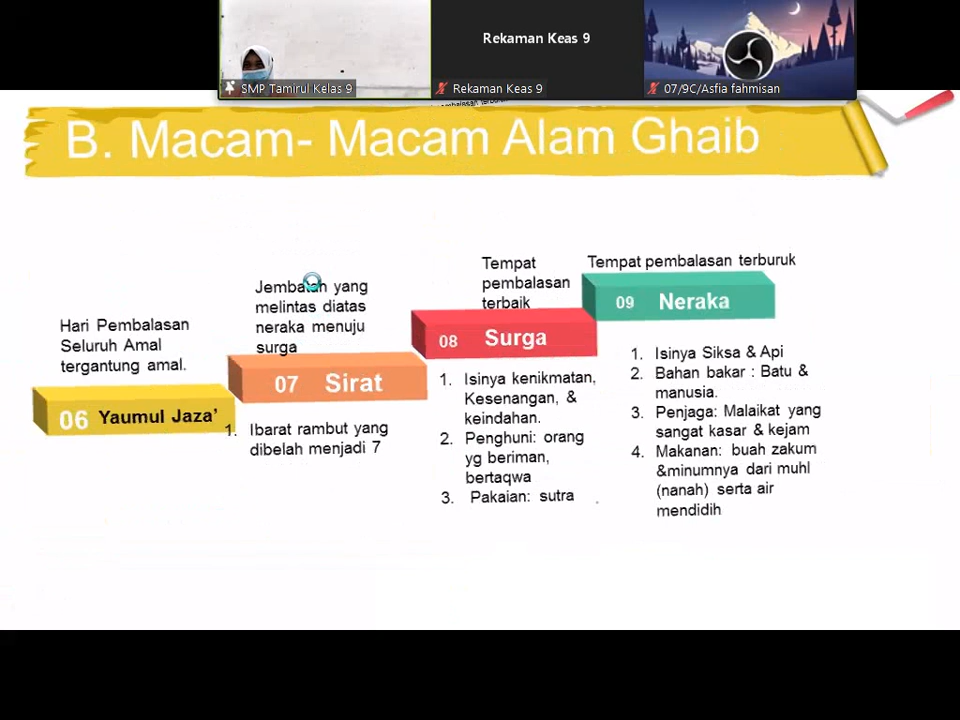 Rekaman Keas 9
SMP Tamirul Kelas 9
Rekaman Keas 9
07/9C/Asfia fahmisan
B. Macam- Macam Alam Ghaib
Hari Pembalasan
Seluruh Amal
tergantung amal.
06 Yaumul Jaza’
Jembatan yang
melintas diatas
neraka menuju
surga
07 Sirat
1. Ibarat rambut yang
dibelah menjadi 7
Tempat
pembalasan
terbaik
08 Surga
1. Isinya kenikmatan,
Kesenangan, &
keindahan.
2. Penghuni: orang
yg beriman,
bertaqwa
3. Pakaian: sutra
Tempat pembalasan terburuk
09 Neraka
1. Isinya Siksa & Api
2. Bahan bakar : Batu &
manusia.
3. Penjaga: Malaikat yang
sangat kasar & kejam
4. Makanan: buah zakum
&minumnya dari muhl
(nanah) serta air
mendidih